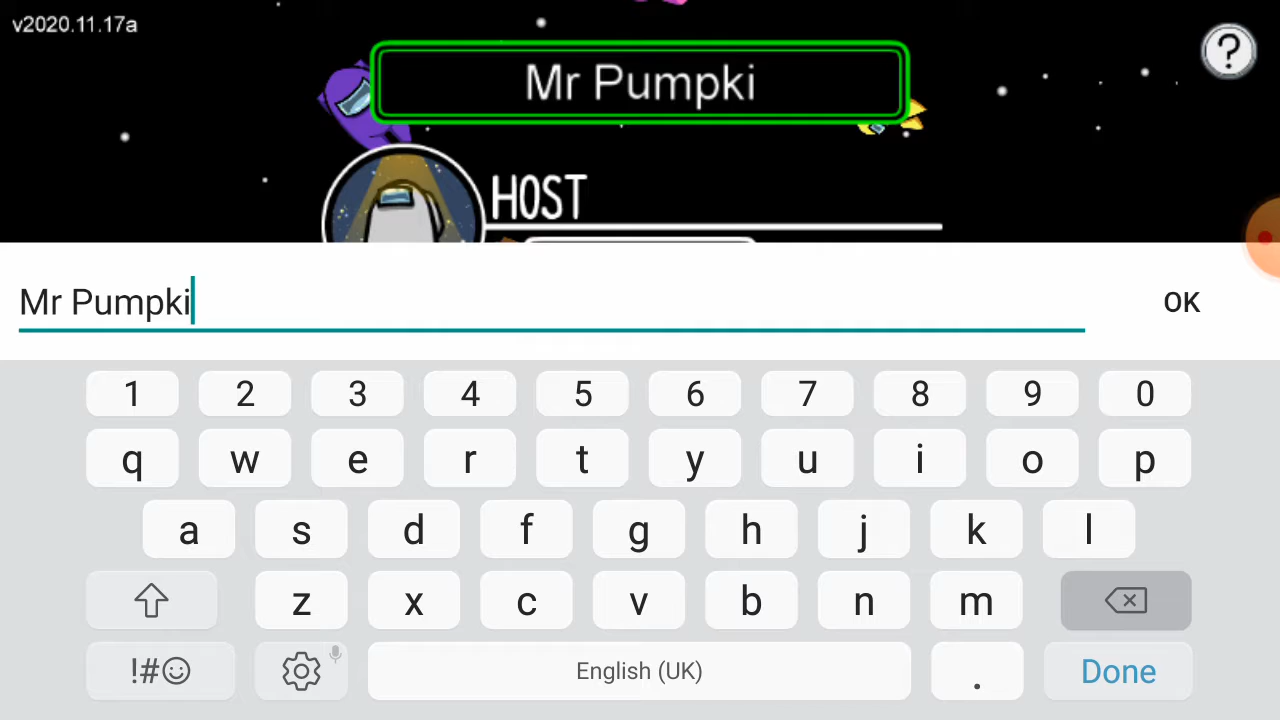 v2020.11.17a
Mr Pumpki
?
HOST
Mr Pumpki
OK
1 2 3 4 5 6 7 8 9 0
q w e r t y u i o p
a s d f g h j k l
z x c v b n m
!#☺ English (UK) . Done